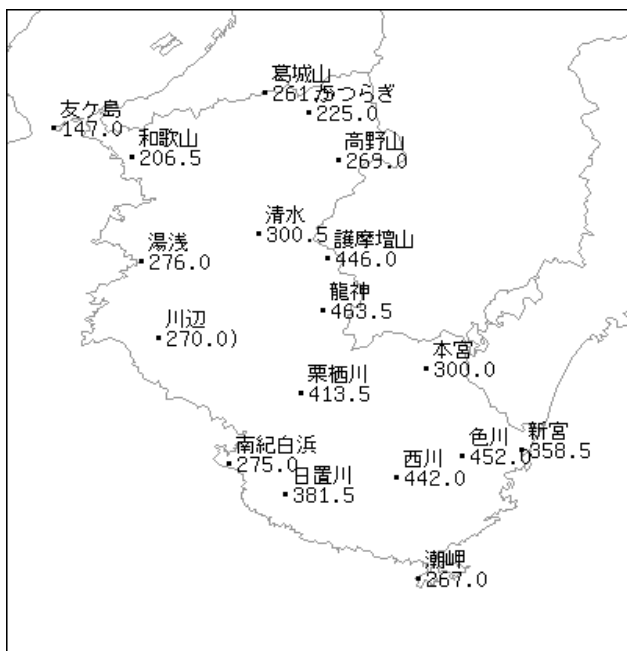 葛城山
261.5
かつらぎ
225.0
友ケ島
147.0
和歌山
206.5
高野山
269.0
清水
300.5
湯浅
276.0
護摩壇山
446.0
龍神
463.5
川辺
270.0)
本宮
300.0
栗栖川
413.5
新宮
358.5
色川
452.0
南紀白浜
275.0
西川
442.0
日置川
381.5
潮岬
267.0